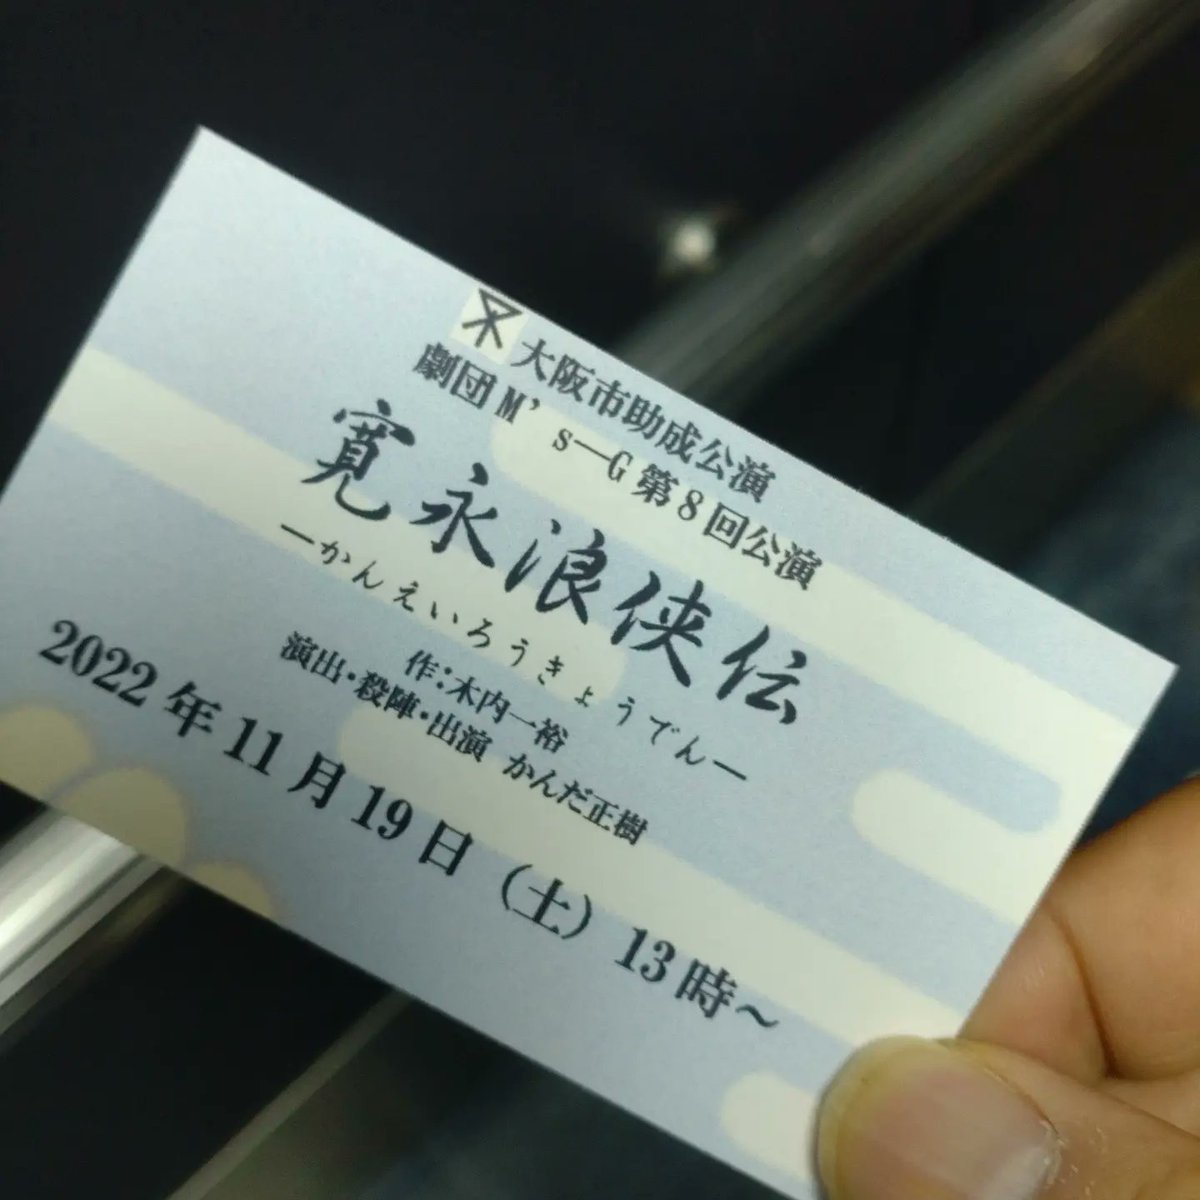 大阪市助成公演
劇団M's―G第8回公演
寛永浪侠伝
―かんえいろうきょうでん―
作：木内一裕
演出・殺陣・出演 かんだ正樹
2022年11月19日（土）13時～